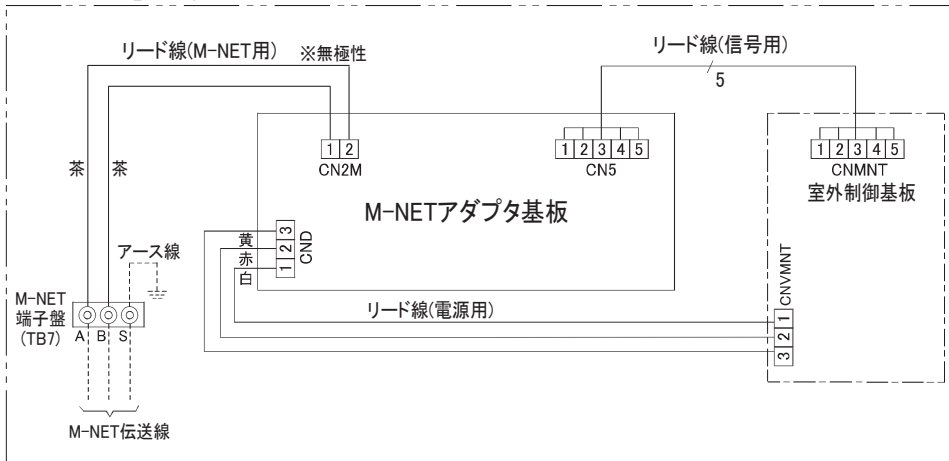 リード線(M-NET用)　※無極性
リード線(信号用)
5
1 2
CN2M
1 2 3 4 5
CN5
1 2 3 4 5
CNMNT
室外制御基板
茶 茶
M-NETアダプタ基板
黄
赤
白
3
2
1
CND
アース線
リード線(電源用)
CNVMNT
1
2
3
M-NET
端子盤
(TB7)
A B S
M-NET伝送線